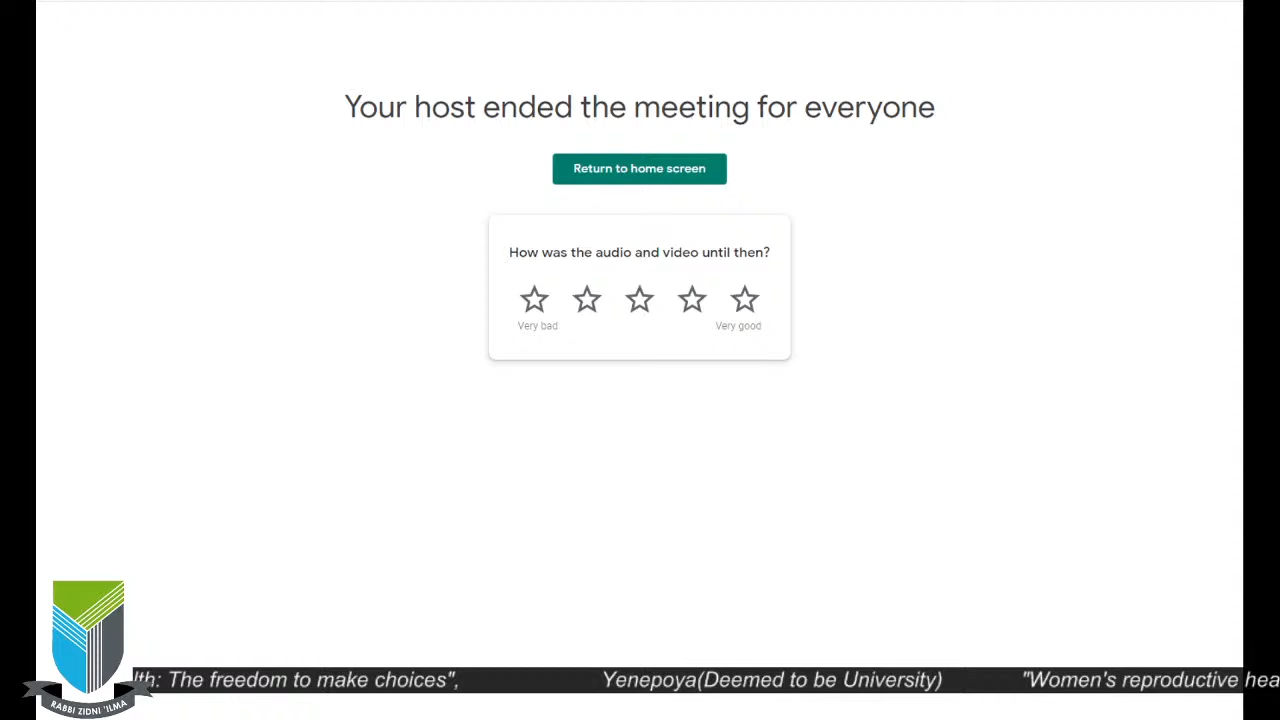 Your host ended the meeting for everyone
Return to home screen
How was the audio and video until then?
Very bad Very good
lth: The freedom to make choices", Yenepoya(Deemed to be University) "Women's reproductive hea
RABBI ZIDNI 'ILMA